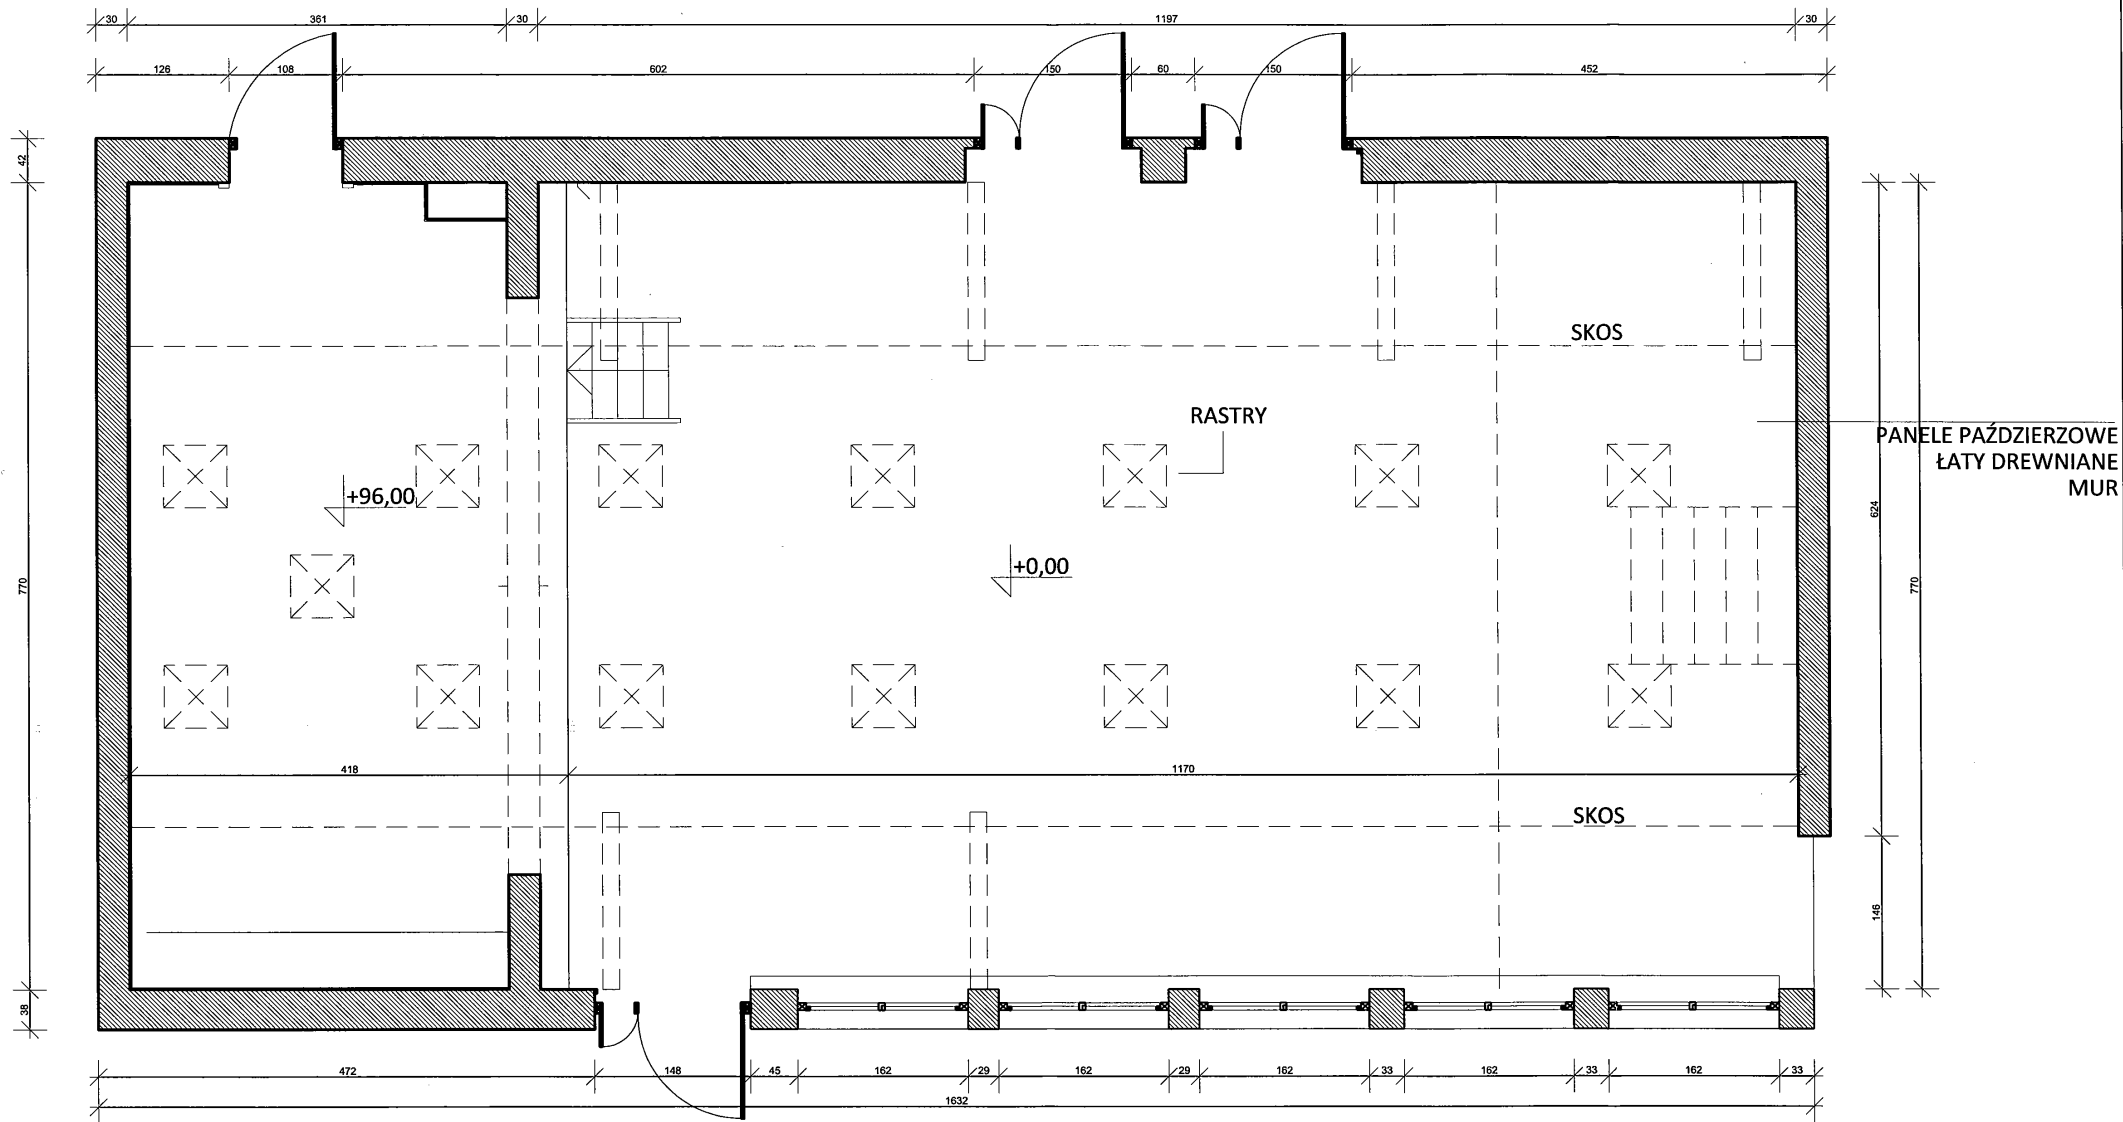 30 361 30 1197 30
126 108 602 150 60 150 452
42
SKOS
RASTRY
PANELE PAŹDZIERZOWE
ŁATY DREWNIANE
MUR
+96,00
624
+0,00
770
770
418 1170
SKOS
146
38
472 148 45 162 29 162 29 162 33 162 33 162 33
1632